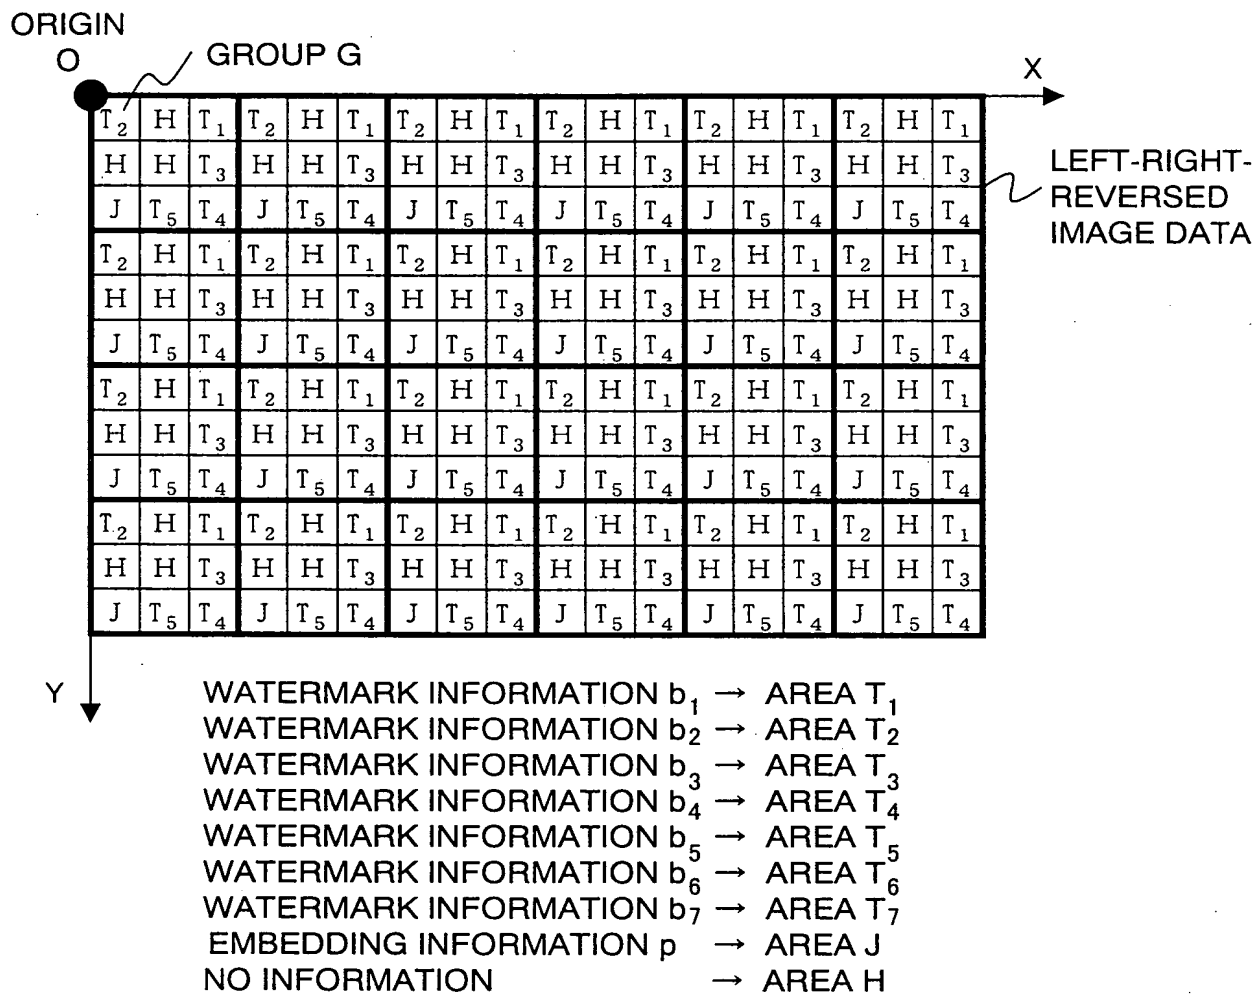 ORIGIN
O
GROUP G
X
T₂ H T₁ T₂ H T₁ T₂ H T₁ T₂ H T₁ T₂ H T₁ T₂ H T₁
H H T₃ H H T₃ H H T₃ H H T₃ H H T₃ H H T₃
J T₅ T₄ J T₅ T₄ J T₅ T₄ J T₅ T₄ J T₅ T₄ J T₅ T₄
T₂ H T₁ T₂ H T₁ T₂ H T₁ T₂ H T₁ T₂ H T₁ T₂ H T₁
H H T₃ H H T₃ H H T₃ H H T₃ H H T₃ H H T₃
J T₅ T₄ J T₅ T₄ J T₅ T₄ J T₅ T₄ J T₅ T₄ J T₅ T₄
T₂ H T₁ T₂ H T₁ T₂ H T₁ T₂ H T₁ T₂ H T₁ T₂ H T₁
H H T₃ H H T₃ H H T₃ H H T₃ H H T₃ H H T₃
J T₅ T₄ J T₅ T₄ J T₅ T₄ J T₅ T₄ J T₅ T₄ J T₅ T₄
T₂ H T₁ T₂ H T₁ T₂ H T₁ T₂ H T₁ T₂ H T₁ T₂ H T₁
H H T₃ H H T₃ H H T₃ H H T₃ H H T₃ H H T₃
J T₅ T₄ J T₅ T₄ J T₅ T₄ J T₅ T₄ J T₅ T₄ J T₅ T₄
LEFT-RIGHT-
REVERSED
IMAGE DATA
Y
WATERMARK INFORMATION b₁ → AREA T₁
WATERMARK INFORMATION b₂ → AREA T₂
WATERMARK INFORMATION b₃ → AREA T₃
WATERMARK INFORMATION b₄ → AREA T₄
WATERMARK INFORMATION b₅ → AREA T₅
WATERMARK INFORMATION b₆ → AREA T₆
WATERMARK INFORMATION b₇ → AREA T₇
EMBEDDING INFORMATION p → AREA J
NO INFORMATION → AREA H